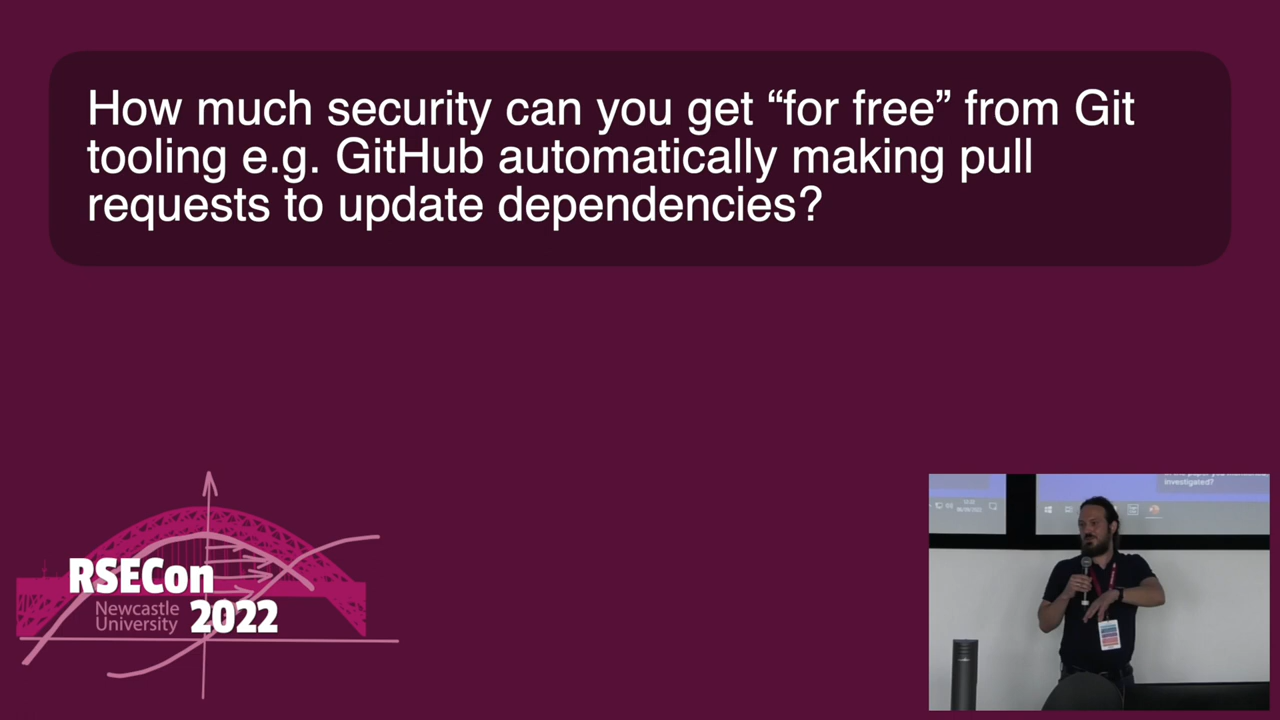 How much security can you get “for free” from Git
tooling e.g. GitHub automatically making pull
requests to update dependencies?
RSECon
Newcastle
University
2022
investigated?